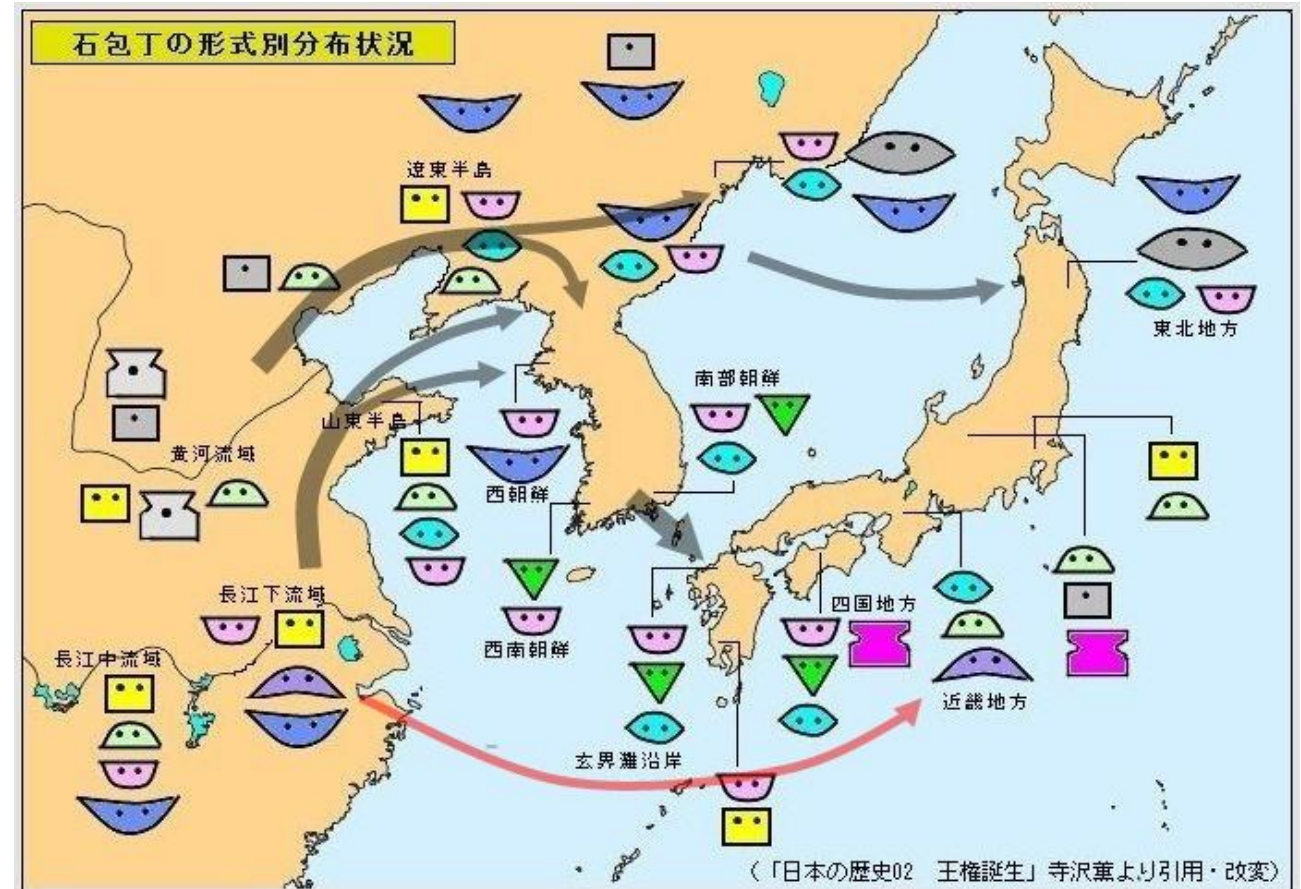 石包丁の形式別分布状況
遼東半島
東北地方
南部朝鮮
山東半島
黄河流域
西朝鮮
長江下流域
四国地方
西南朝鮮
長江中流域
近畿地方
玄界灘沿岸
(「日本の歴史02 王権誕生」寺沢薫より引用・改変)